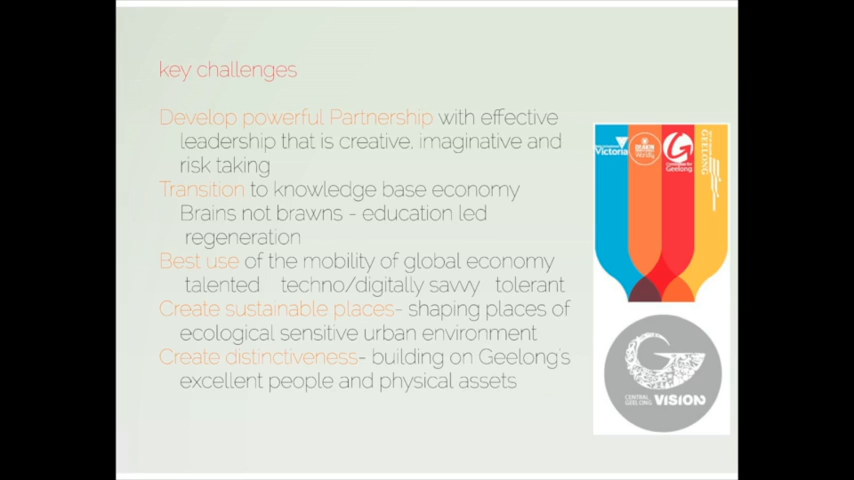 key challenges
Develop powerful Partnership with effective
leadership that is creative, imaginative and
risk taking
Transition to knowledge base economy
Brains not brawns - education led
regeneration
Best use of the mobility of global economy
talented techno/digitally savvy tolerant
Create sustainable places- shaping places of
ecological sensitive urban environment
Create distinctiveness- building on Geelong's
excellent people and physical assets
Victoria
DEAKIN
Worldly
Geelong
GEELONG
CENTRAL
GEELONG VISION